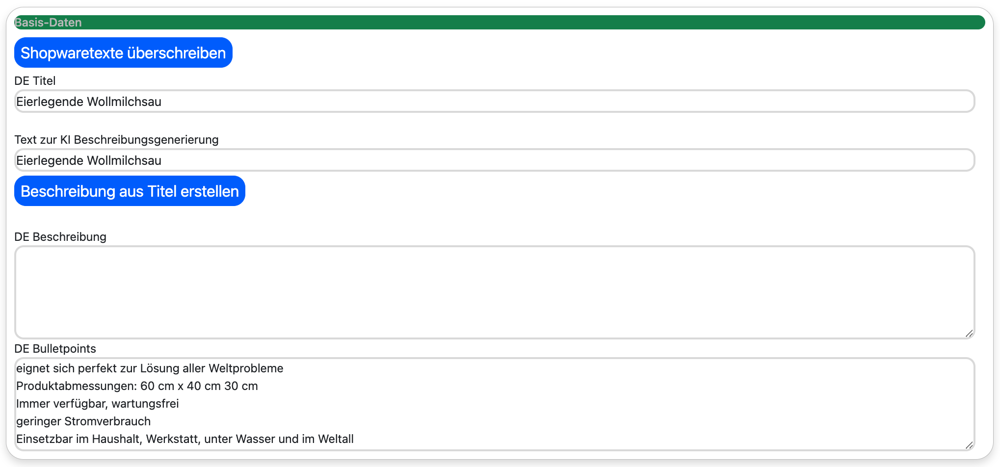 Basis-Daten
Shopwaretexte überschreiben
DE Titel
Eierlegende Wollmilchsau
Text zur KI Beschreibungsgenerierung
Eierlegende Wollmilchsau
Beschreibung aus Titel erstellen
DE Beschreibung
DE Bulletpoints
eignet sich perfekt zur Lösung aller Weltprobleme
Produktabmessungen: 60 cm x 40 cm 30 cm
Immer verfügbar, wartungsfrei
geringer Stromverbrauch
Einsetzbar im Haushalt, Werkstatt, unter Wasser und im Weltall